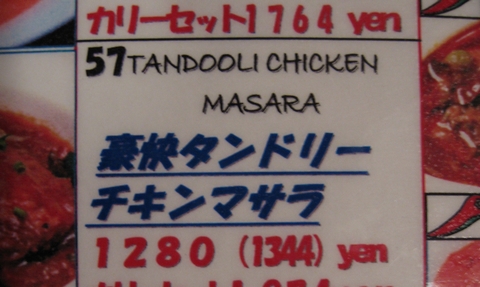 カリーセット1764 yen
57TANDOOLI CHICKEN
MASARA
豪快タンドリー
チキンマサラ
1280 (1344) yen